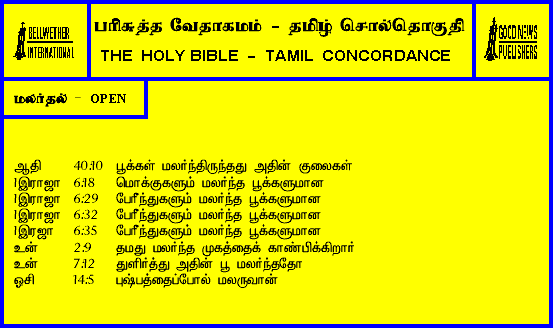 BELLWETHER INTERNATIONAL
பரிசுத்த வேதாகமம் - தமிழ் சொல்தொகுதி
THE HOLY BIBLE - TAMIL CONCORDANCE
GOOD NEWS PUBLISHERS
மலர்தல் - OPEN
ஆதி 40:10 பூக்கள் மலர்ந்திருந்தது அதின் குலைகள்
1இராஜா 6:18 மொக்குகளும் மலர்ந்த பூக்களுமான
1இராஜா 6:29 பேரீந்துகளும் மலர்ந்த பூக்களுமான
1இராஜா 6:32 பேரீந்துகளும் மலர்ந்த பூக்களுமான
1இரஜா 6:35 பேரீந்துகளும் மலர்ந்த பூக்களுமான
உன் 2:9 தமது மலர்ந்த முகத்தைக் காண்பிக்கிறார்
உன் 7:12 துளிர்த்து அதின் பூ மலர்ந்ததோ
ஓசி 14:5 புஷ்பத்தைப்போல் மலருவான்